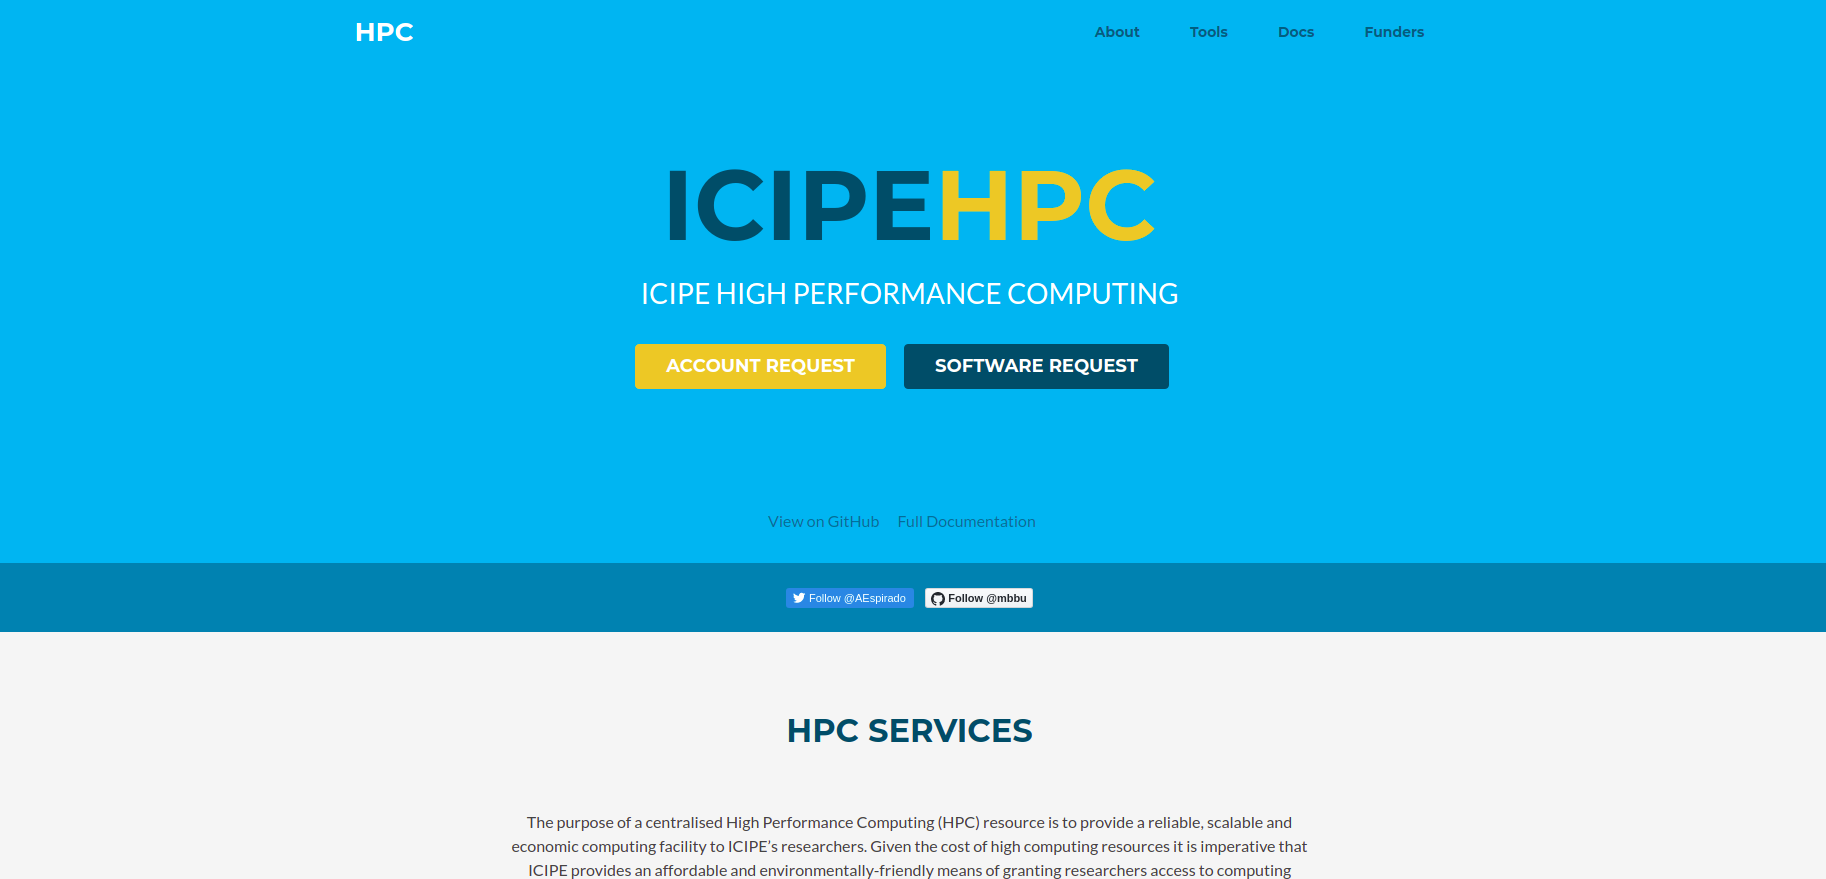 HPC
About Tools Docs Funders
ICIPEHPC
ICIPE HIGH PERFORMANCE COMPUTING
ACCOUNT REQUEST SOFTWARE REQUEST
View on GitHub Full Documentation
Follow @AEspirado Follow @mbbu
HPC SERVICES
The purpose of a centralised High Performance Computing (HPC) resource is to provide a reliable, scalable and
economic computing facility to ICIPE’s researchers. Given the cost of high computing resources it is imperative that
ICIPE provides an affordable and environmentally-friendly means of granting researchers access to computing